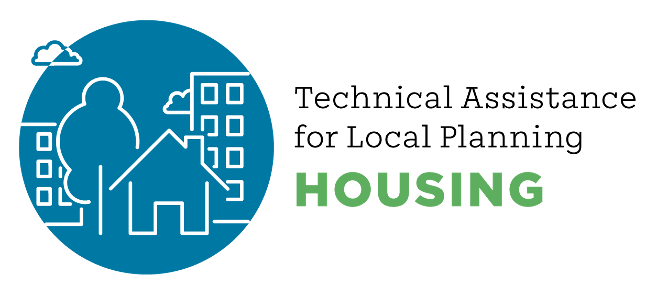 Technical Assistance
for Local Planning
HOUSING